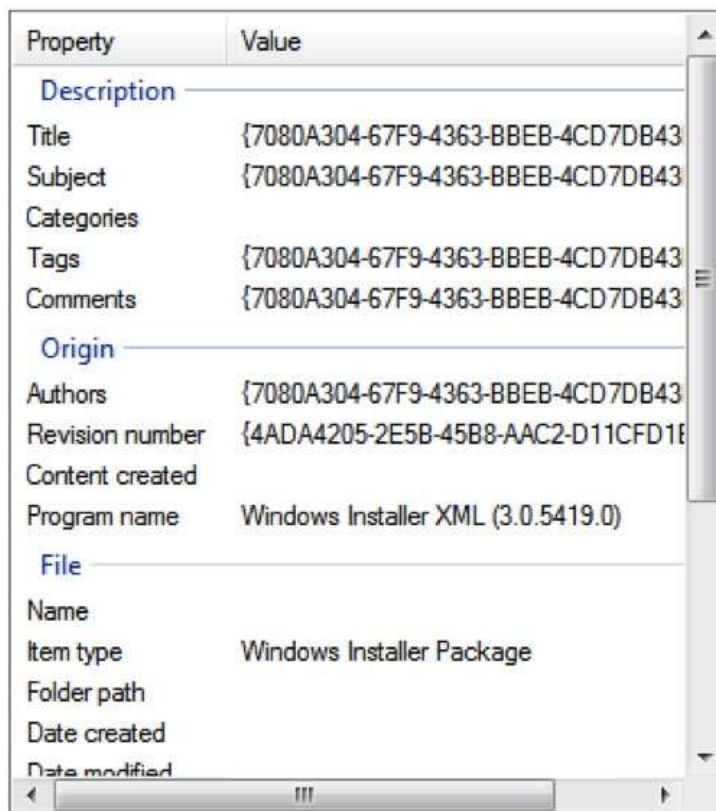 Property Value
Description
Title {7080A304-67F9-4363-BBEB-4CD7DB43
Subject {7080A304-67F9-4363-BBEB-4CD7DB43
Categories
Tags {7080A304-67F9-4363-BBEB-4CD7DB43
Comments {7080A304-67F9-4363-BBEB-4CD7DB43
Origin
Authors {7080A304-67F9-4363-BBEB-4CD7DB43
Revision number {4ADA4205-2E5B-45B8-AAC2-D11CFD1E
Content created
Program name Windows Installer XML (3.0.5419.0)
File
Name
Item type Windows Installer Package
Folder path
Date created
Date modified